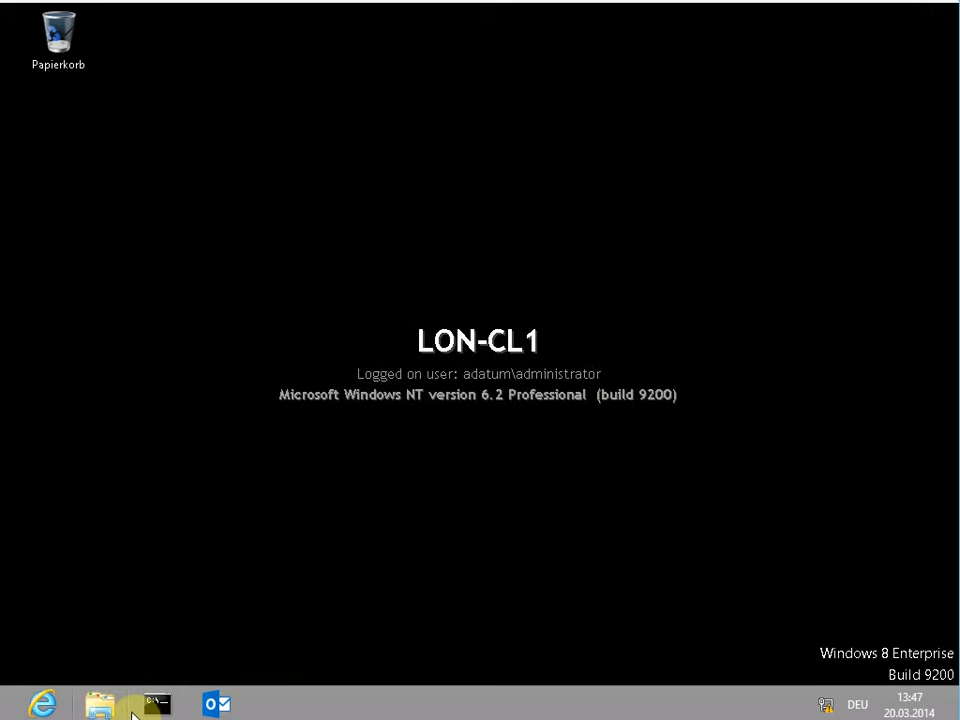 Papierkorb
LON-CL1
Logged on user: adatum\administrator
Microsoft Windows NT version 6.2 Professional (build 9200)
Windows 8 Enterprise
Build 9200
C:\_
DEU
13:47
20.03.2014